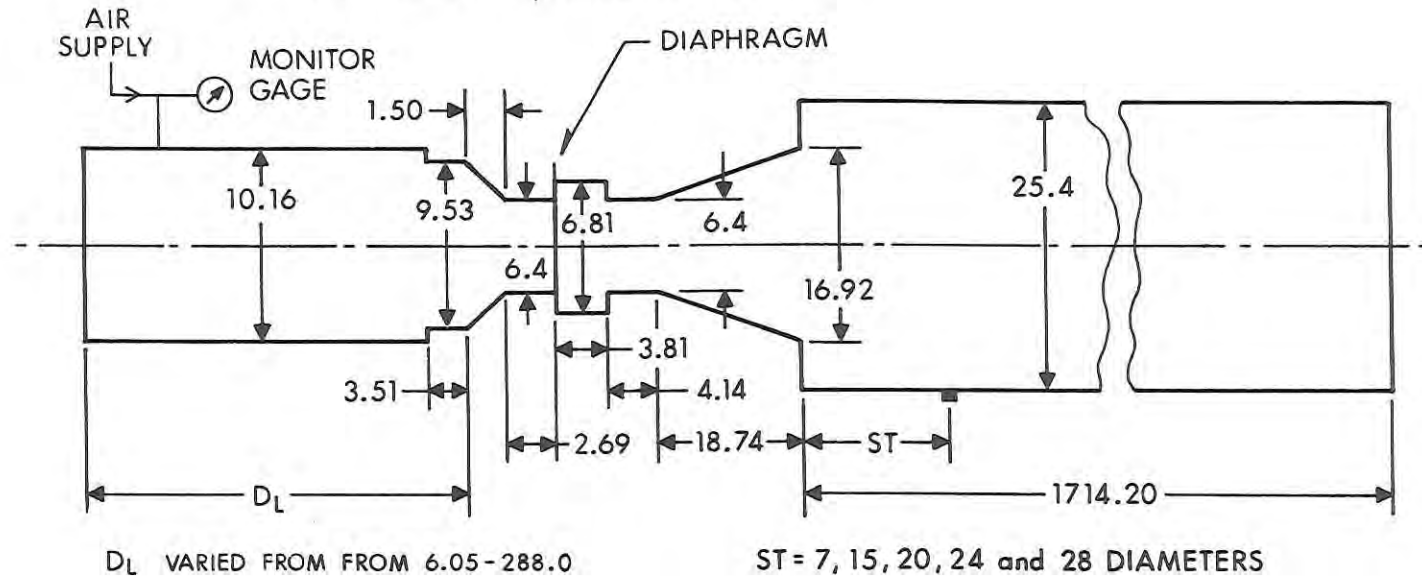 AIR
SUPPLY
MONITOR
GAGE
DIAPHRAGM
1.50
10.16
9.53
6.81
6.4
25.4
6.4
16.92
3.81
3.51
4.14
2.69
18.74
ST
DL
1714.20
DL VARIED FROM FROM 6.05-288.0
ST = 7, 15, 20, 24 and 28 DIAMETERS